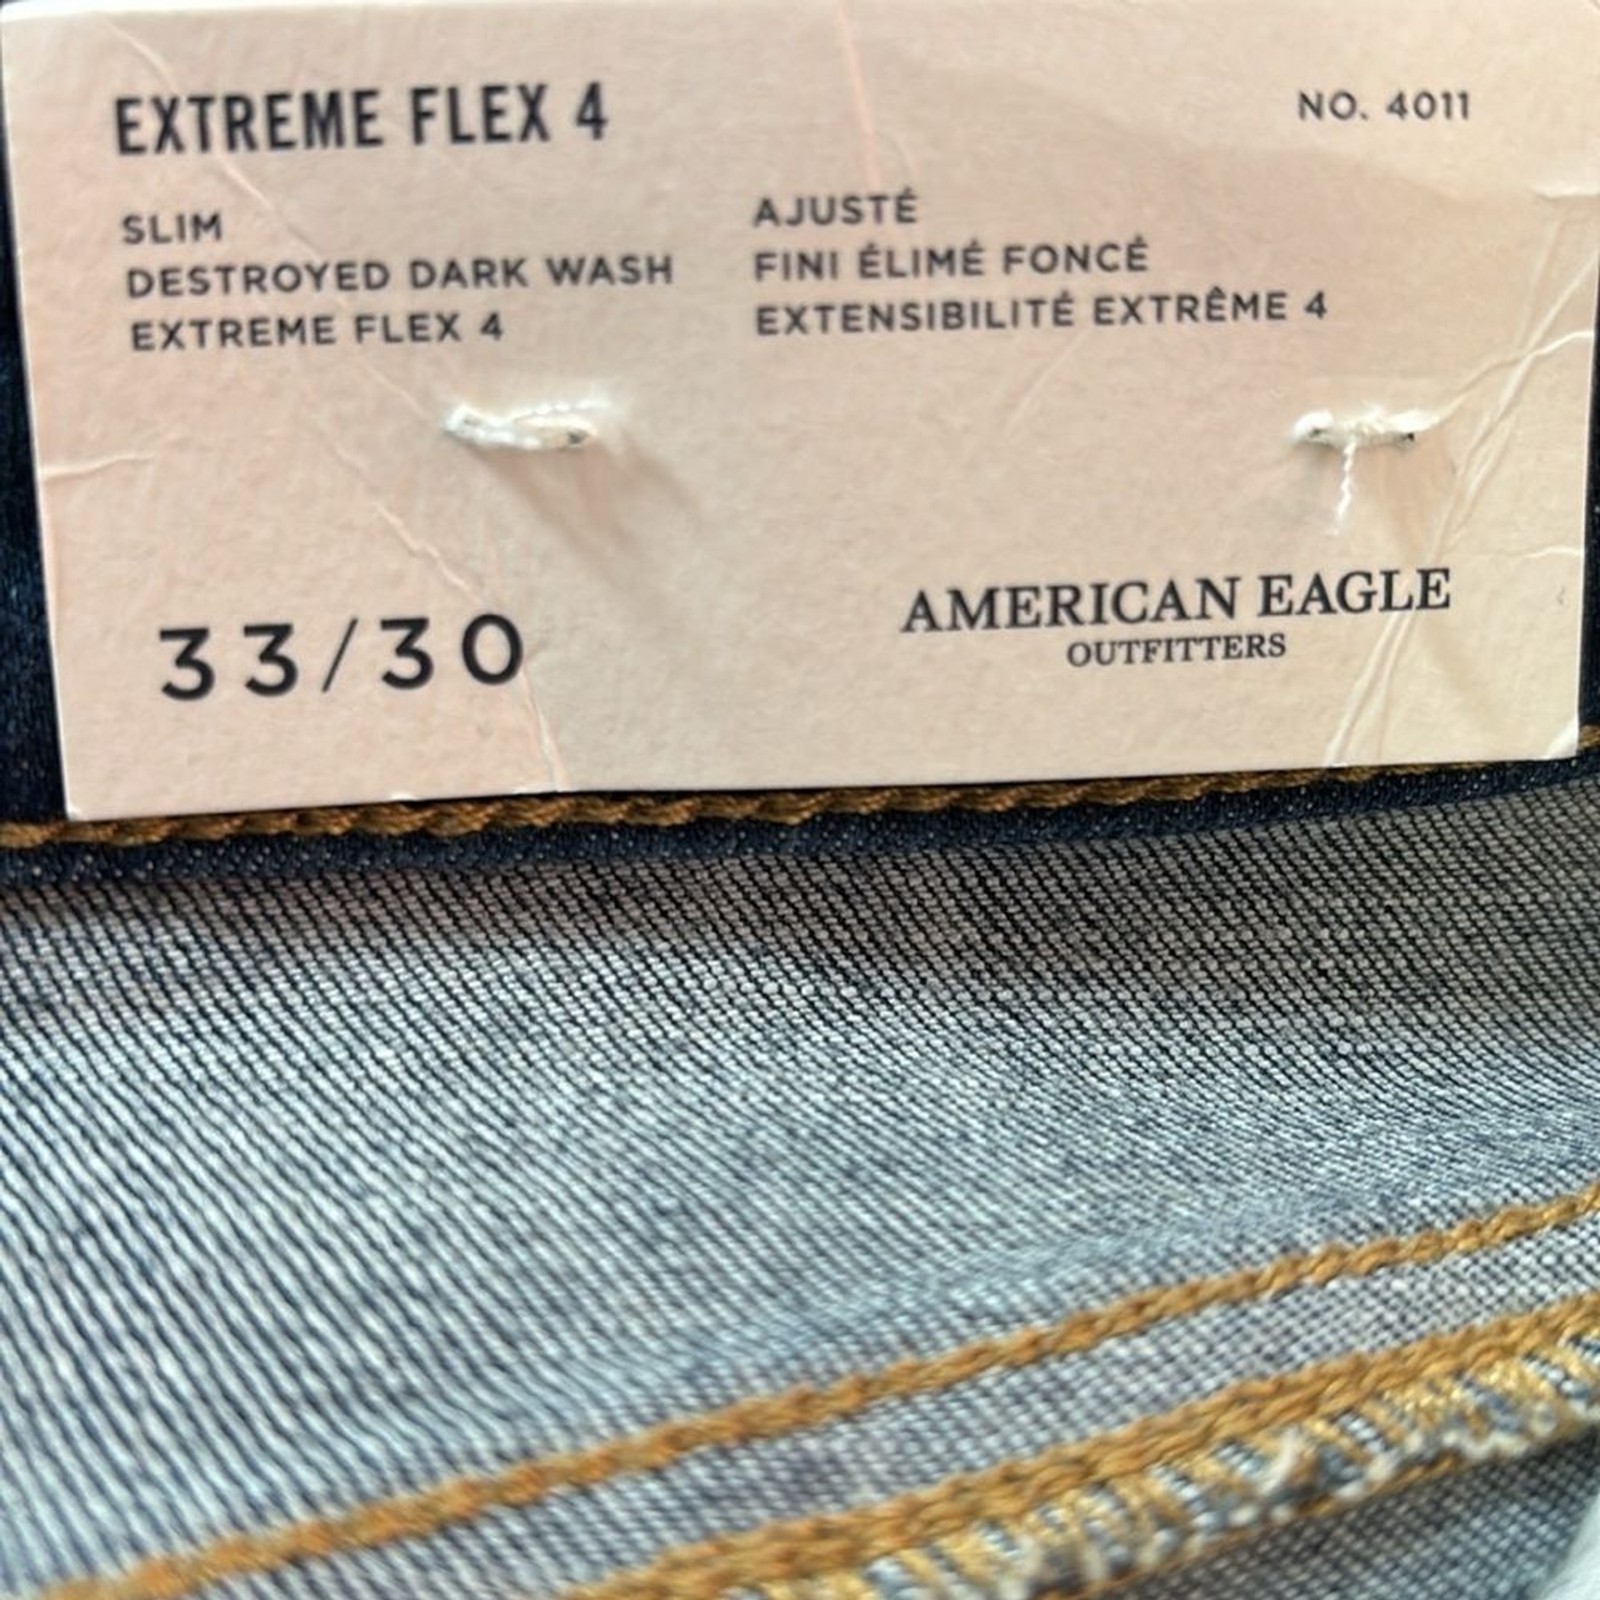 EXTREME FLEX 4
NO. 4011
SLIM
DESTROYED DARK WASH
EXTREME FLEX 4
AJUSTÉ
FINI ÉLIMÉ FONCÉ
EXTENSIBILITÉ EXTRÊME 4
33/30
AMERICAN EAGLE
OUTFITTERS